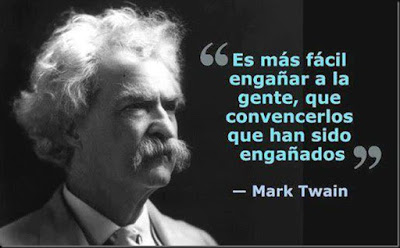 “Es más fácil
engañar a la
gente, que
convencerlos
que han sido
engañados”
— Mark Twain